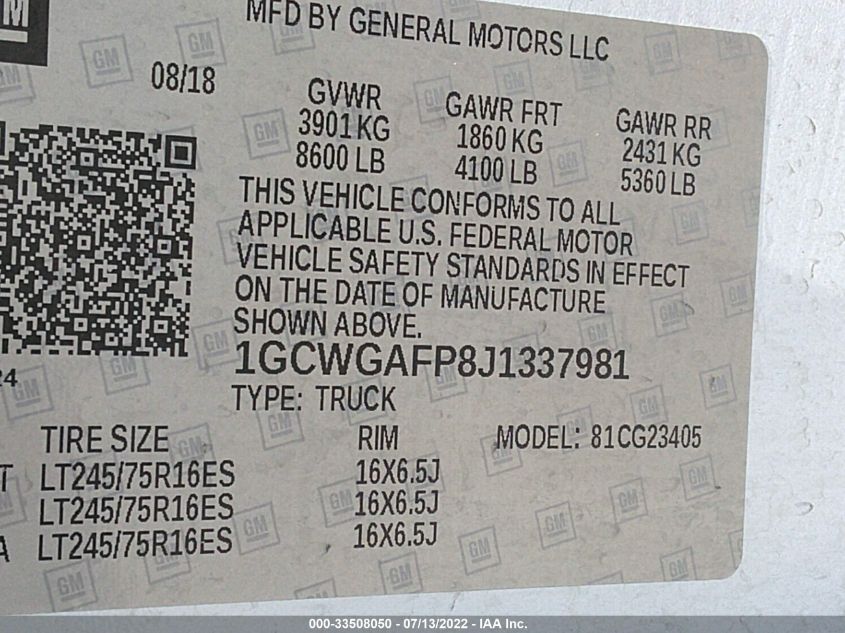 GM
MFD BY GENERAL MOTORS LLC
08/18
GVWR GAWR FRT GAWR RR
3901 KG 1860 KG 2431 KG
8600 LB 4100 LB 5360 LB
THIS VEHICLE CONFORMS TO ALL
APPLICABLE U.S. FEDERAL MOTOR
VEHICLE SAFETY STANDARDS IN EFFECT
ON THE DATE OF MANUFACTURE
SHOWN ABOVE.
1GCWGAFP8J1337981
24
TYPE: TRUCK
TIRE SIZE RIM MODEL: 81CG23405
T LT245/75R16ES 16X6.5J
LT245/75R16ES 16X6.5J
A LT245/75R16ES 16X6.5J
000-33508050 - 07/13/2022 - IAA Inc.